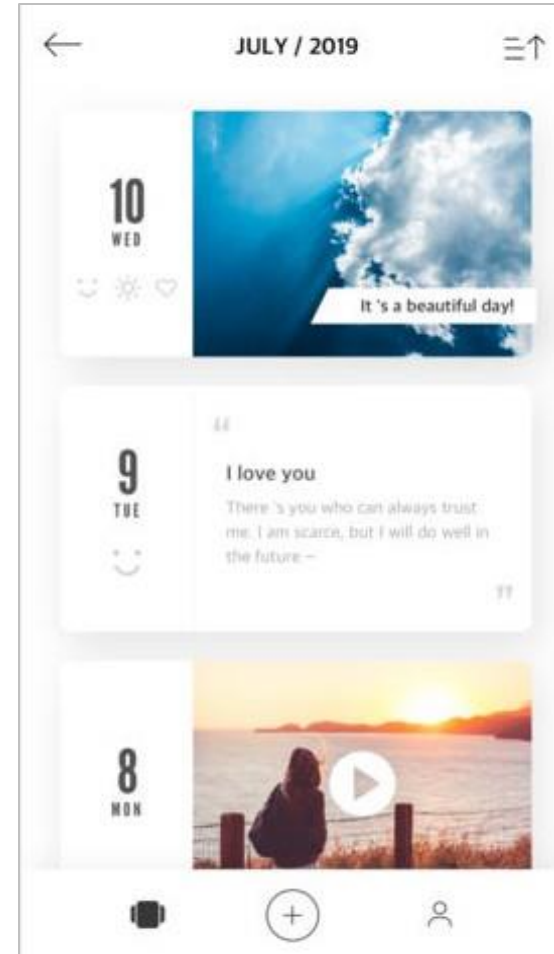 JULY / 2019
10
WED
It 's a beautiful day!
9
TUE
“
I love you
There 's you who can always trust
me. I am scarce, but I will do well in
the future ~
”
8
MON